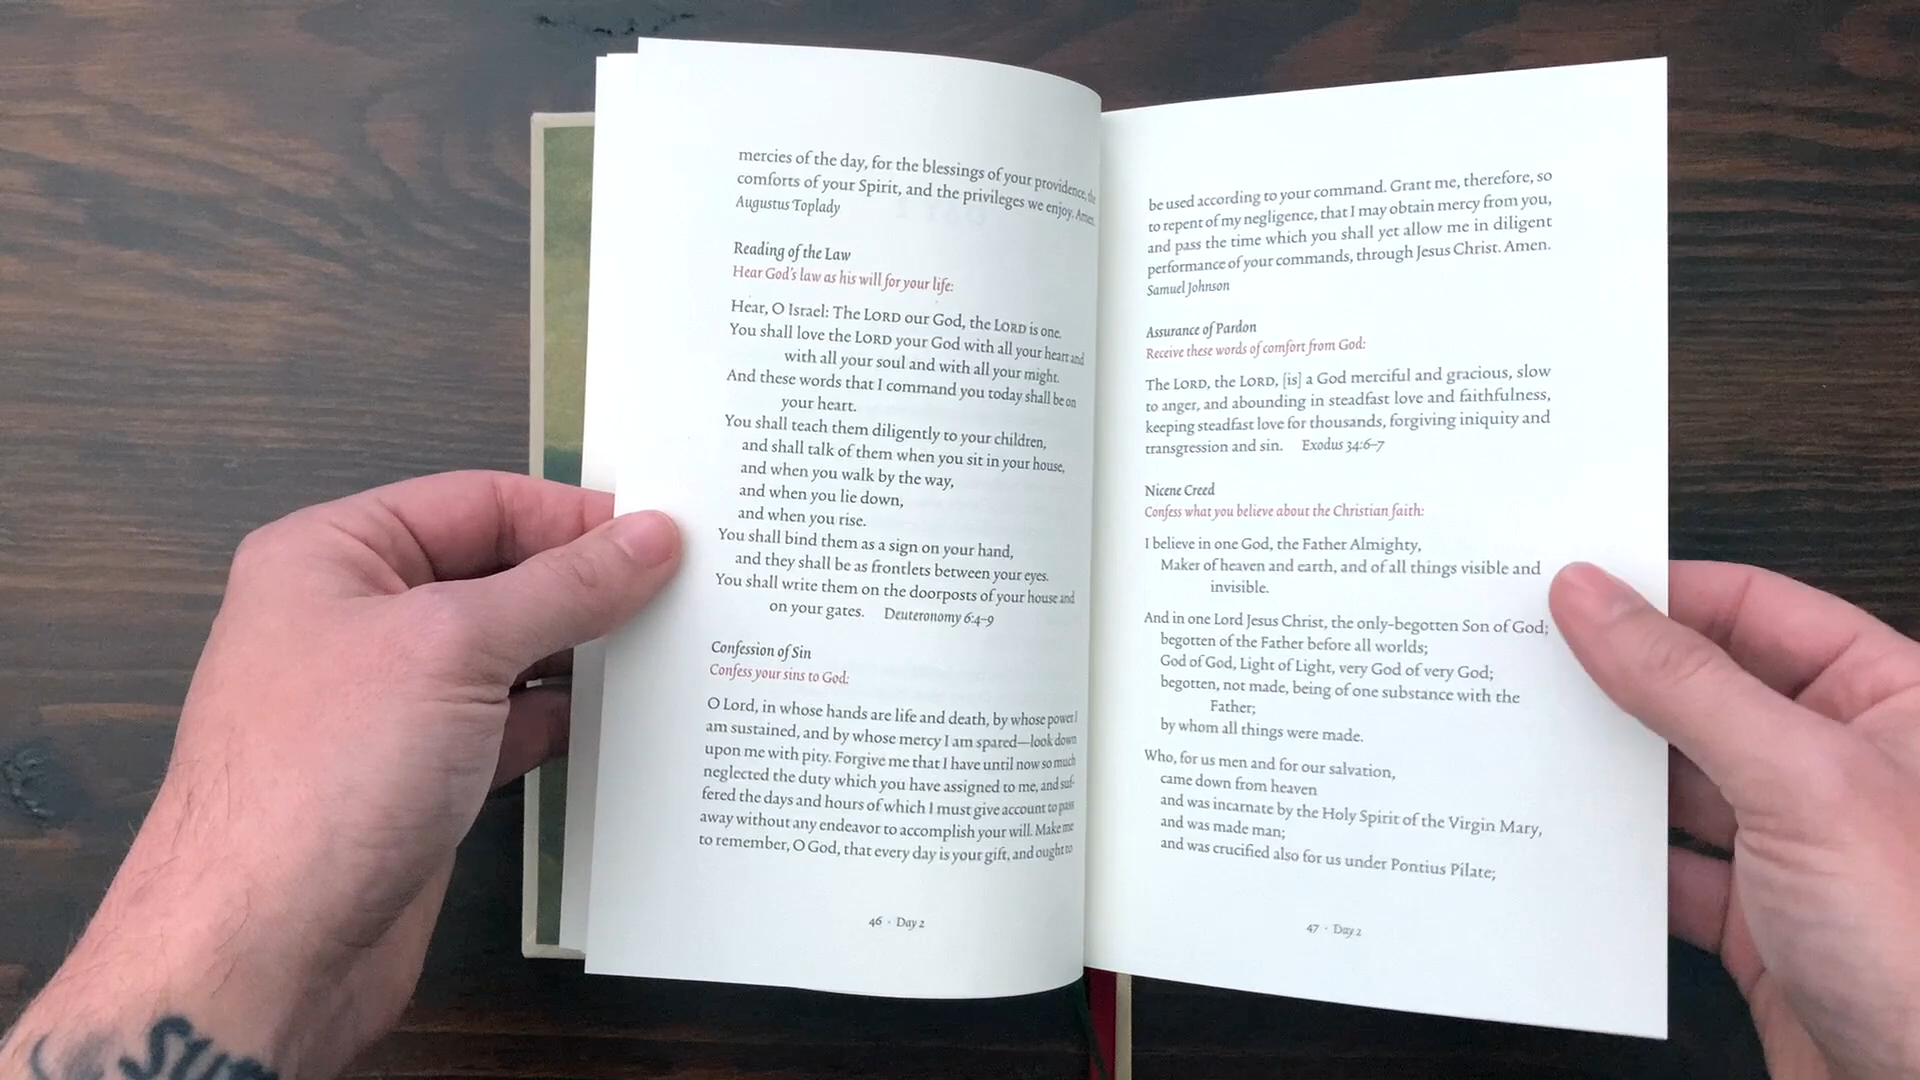 mercies of the day, for the blessings of your providence, the
comforts of your Spirit, and the privileges we enjoy. Amen.
Augustus Toplady
Reading of the Law
Hear God's law as his will for your life:
Hear, O Israel: The LORD our God, the LORD is one.
You shall love the LORD your God with all your heart and
with all your soul and with all your might.
And these words that I command you today shall be on
your heart.
You shall teach them diligently to your children,
and shall talk of them when you sit in your house,
and when you walk by the way,
and when you lie down,
and when you rise.
You shall bind them as a sign on your hand,
and they shall be as frontlets between your eyes.
You shall write them on the doorposts of your house and
on your gates. Deuteronomy 6:4–9
Confession of Sin
Confess your sins to God:
O Lord, in whose hands are life and death, by whose power I
am sustained, and by whose mercy I am spared—look down
upon me with pity. Forgive me that I have until now so much
neglected the duty which you have assigned to me, and suf-
fered the days and hours of which I must give account to pass
away without any endeavor to accomplish your will. Make me
to remember, O God, that every day is your gift, and ought to
46 · Day 2
be used according to your command. Grant me, therefore, so
to repent of my negligence, that I may obtain mercy from you,
and pass the time which you shall yet allow me in diligent
performance of your commands, through Jesus Christ. Amen.
Samuel Johnson
Assurance of Pardon
Receive these words of comfort from God:
The LORD, the LORD, [is] a God merciful and gracious, slow
to anger, and abounding in steadfast love and faithfulness,
keeping steadfast love for thousands, forgiving iniquity and
transgression and sin. Exodus 34:6–7
Nicene Creed
Confess what you believe about the Christian faith:
I believe in one God, the Father Almighty,
Maker of heaven and earth, and of all things visible and
invisible.
And in one Lord Jesus Christ, the only-begotten Son of God;
begotten of the Father before all worlds;
God of God, Light of Light, very God of very God;
begotten, not made, being of one substance with the
Father;
by whom all things were made.
Who, for us men and for our salvation,
came down from heaven
and was incarnate by the Holy Spirit of the Virgin Mary,
and was made man;
and was crucified also for us under Pontius Pilate;
47 · Day 2